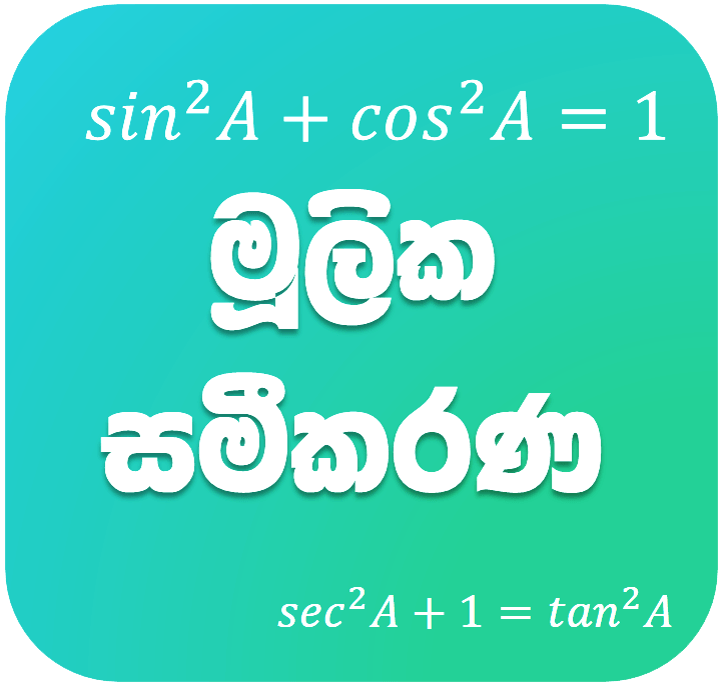 sin²A + cos²A = 1
මූලික
සමීකරණ
sec²A + 1 = tan²A